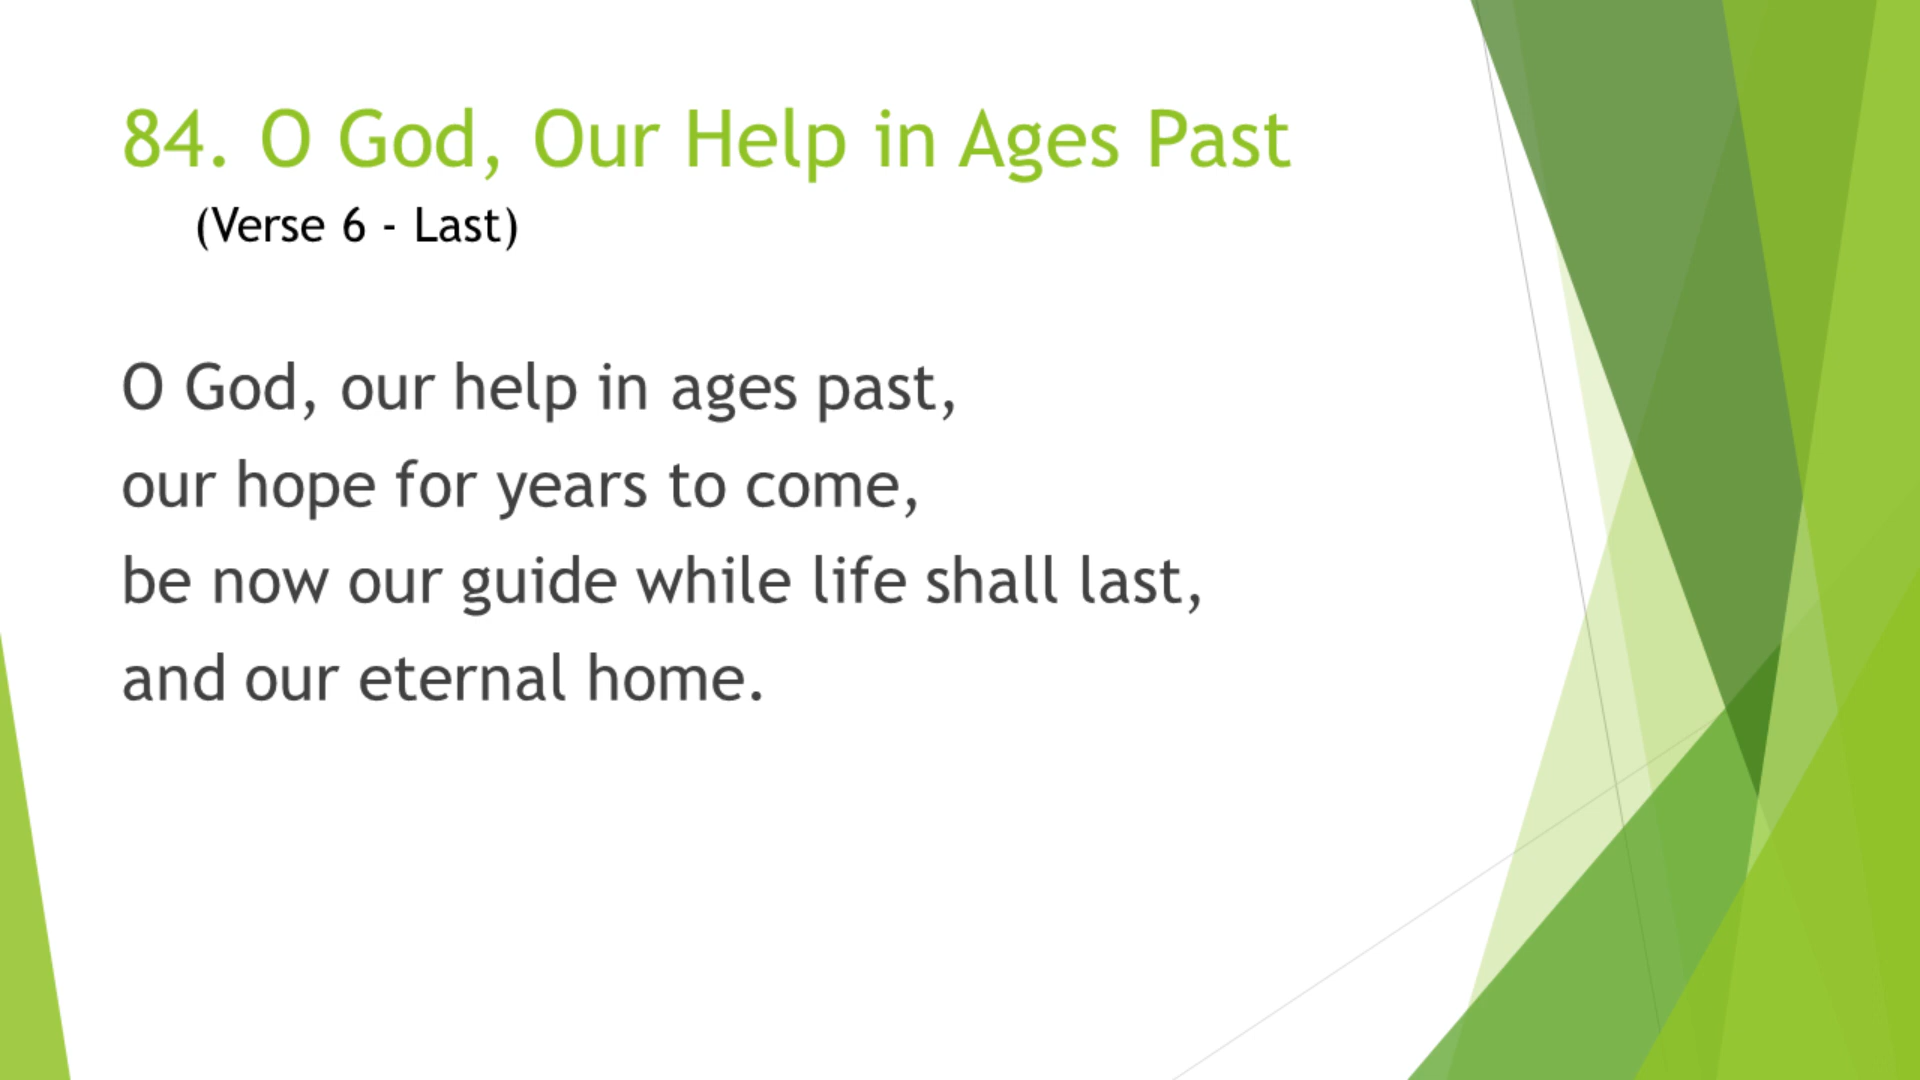 84. O God, Our Help in Ages Past
(Verse 6 - Last)
O God, our help in ages past,
our hope for years to come,
be now our guide while life shall last,
and our eternal home.